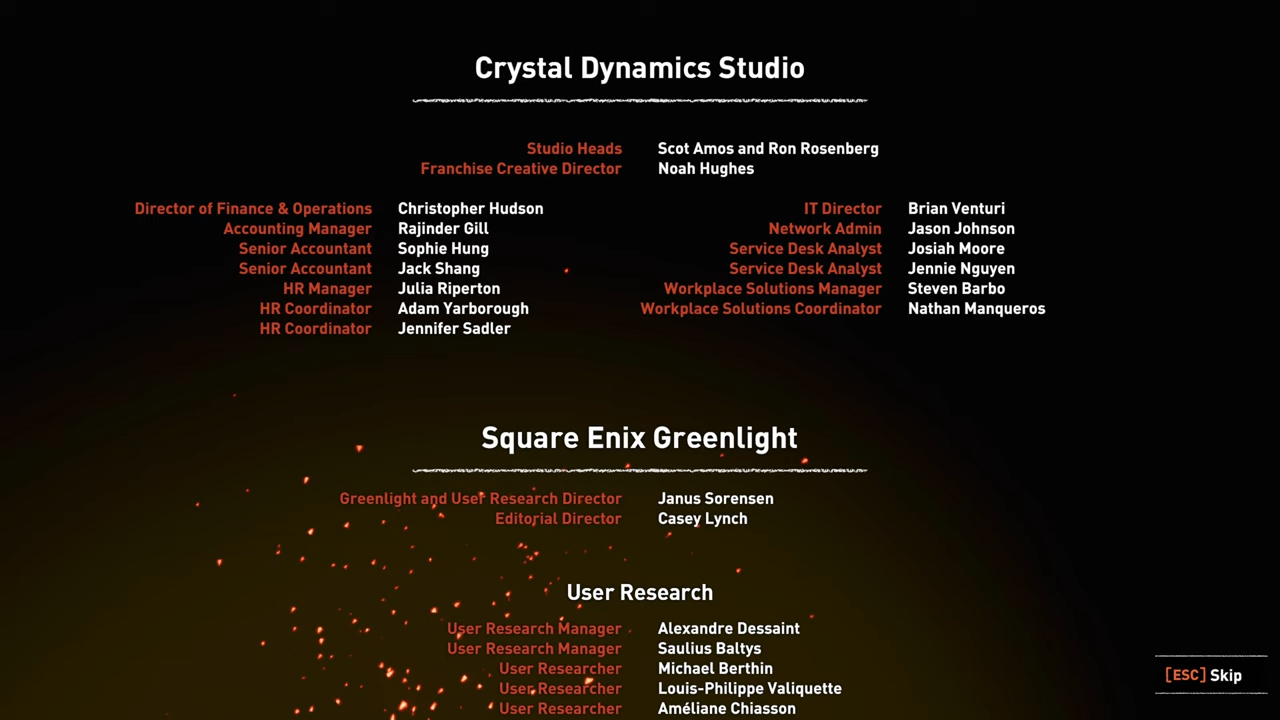 Crystal Dynamics Studio
Studio Heads Scot Amos and Ron Rosenberg
Franchise Creative Director Noah Hughes
Director of Finance & Operations Christopher Hudson
Accounting Manager Rajinder Gill
Senior Accountant Sophie Hung
Senior Accountant Jack Shang
HR Manager Julia Riperton
HR Coordinator Adam Yarborough
HR Coordinator Jennifer Sadler
IT Director Brian Venturi
Network Admin Jason Johnson
Service Desk Analyst Josiah Moore
Service Desk Analyst Jennie Nguyen
Workplace Solutions Manager Steven Barbo
Workplace Solutions Coordinator Nathan Manqueros
Square Enix Greenlight
Greenlight and User Research Director Janus Sorensen
Editorial Director Casey Lynch
User Research
User Research Manager Alexandre Dessaint
User Research Manager Saulius Baltys
User Researcher Michael Berthin
User Researcher Louis-Philippe Valiquette
User Researcher Améliane Chiasson
[ESC] Skip